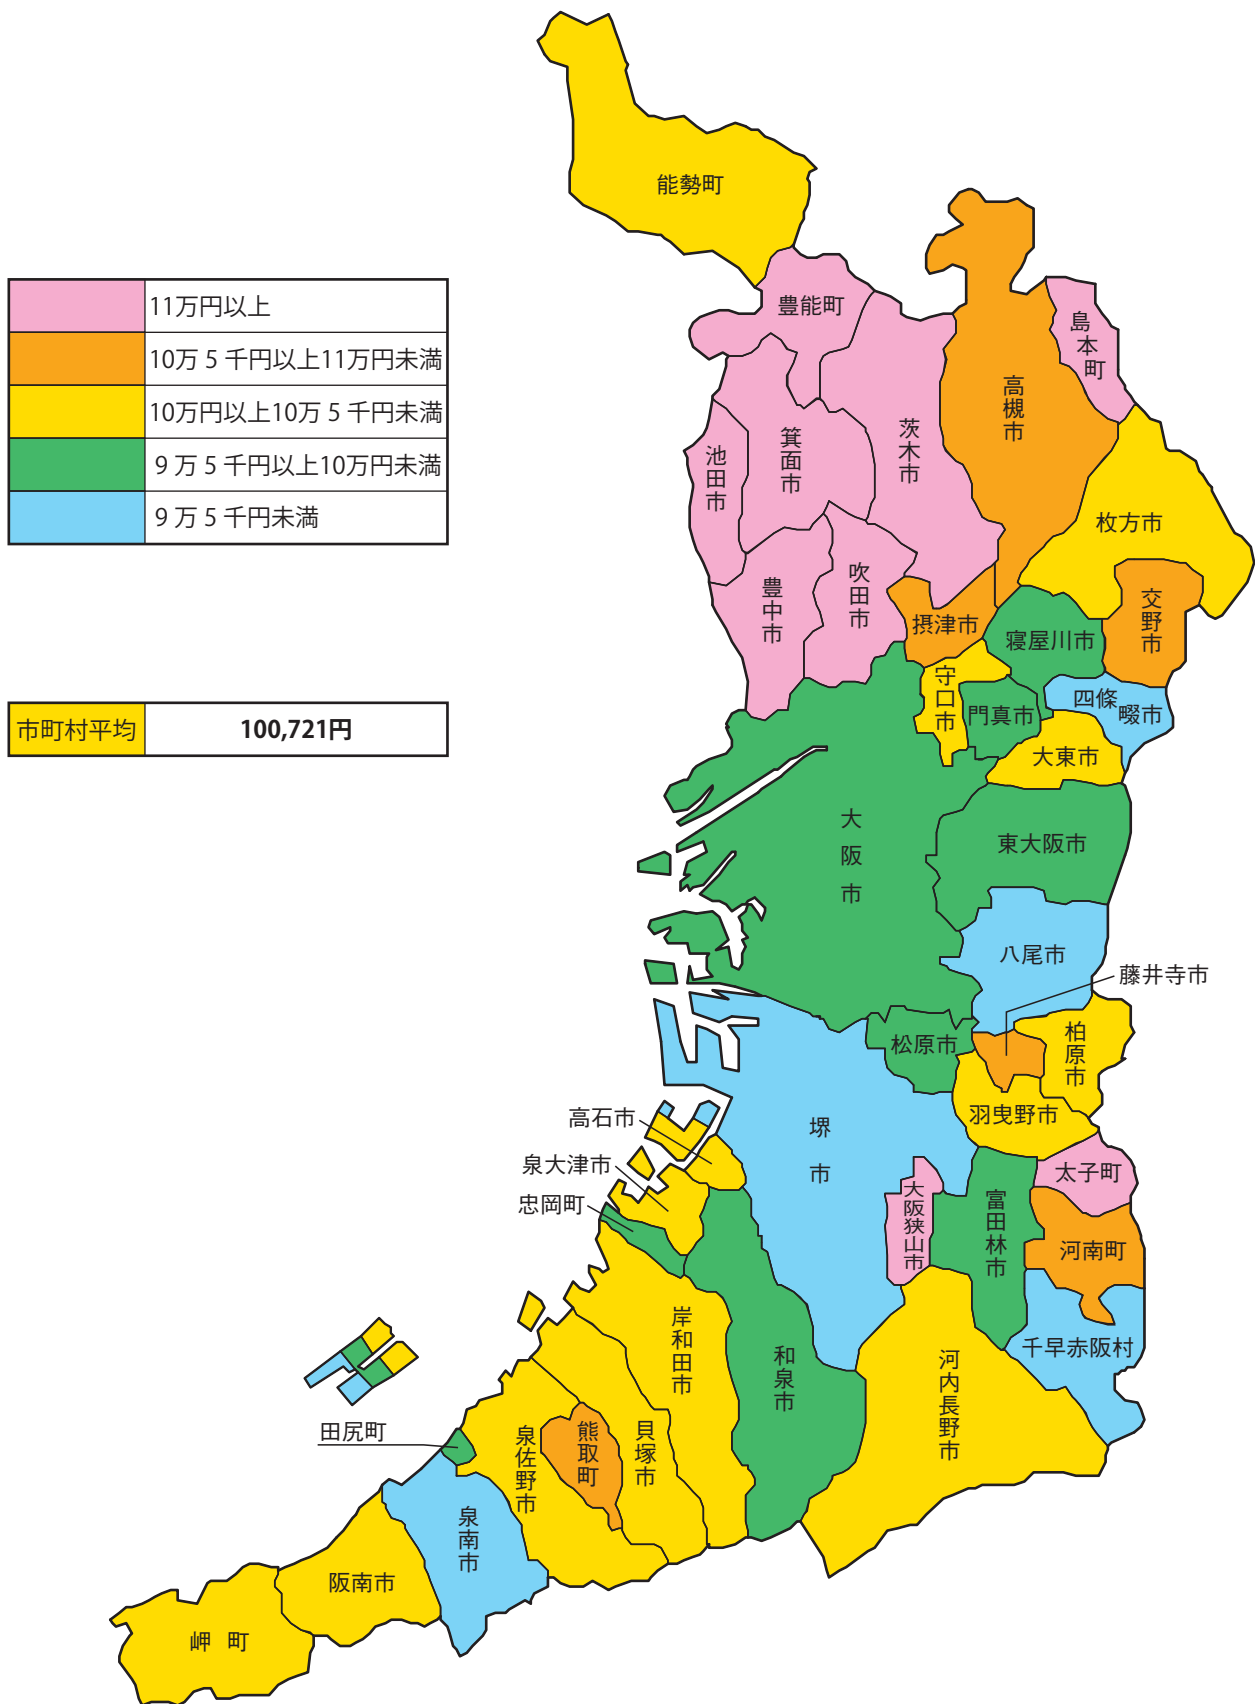 能勢町
豊能町
島本町
高槻市
茨木市
箕面市
池田市
枚方市
豊中市
吹田市
摂津市
寝屋川市
交野市
守口市
門真市
四條畷市
大東市
11万円以上
10万5千円以上11万円未満
10万円以上10万5千円未満
9万5千円以上10万円未満
9万5千円未満
市町村平均 100,721円
大阪市
東大阪市
八尾市
藤井寺市
松原市
柏原市
羽曳野市
高石市
堺市
泉大津市
忠岡町
太子町
大阪狭山市
富田林市
河南町
千早赤阪村
岸和田市
和泉市
河内長野市
田尻町
泉佐野市
熊取町
貝塚市
泉南市
阪南市
岬町